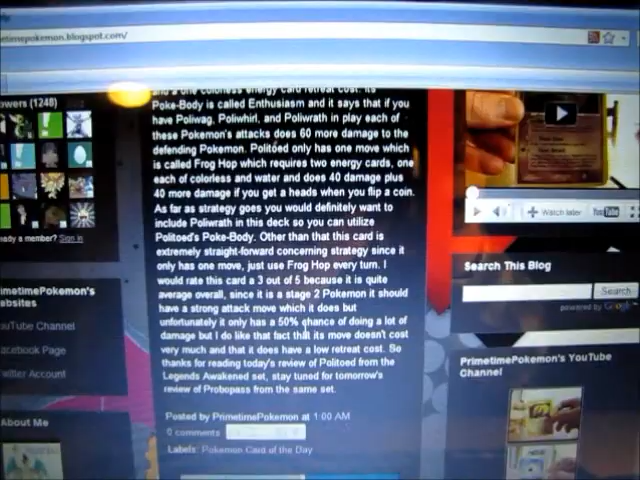 etimepokemon.blogspot.com/
owers (1248)
eady a member? Sign in
PrimetimePokemon's
ebsites
ouTube Channel
acebook Page
witter Account
About Me
and a one colorless energy card retreat cost. Its
Poke-Body is called Enthusiasm and it says that if you
have Poliwag, Poliwhirl, and Poliwrath in play each of
these Pokemon's attacks does 60 more damage to the
defending Pokemon. Politoed only has one move which
is called Frog Hop which requires two energy cards, one
each of colorless and water and does 40 damage plus
40 more damage if you get a heads when you flip a coin.
As far as strategy goes you would definitely want to
include Poliwrath in this deck so you can utilize
Politoed's Poke-Body. Other than that this card is
extremely straight-forward concerning strategy since it
only has one move, just use Frog Hop every turn. I
would rate this card a 3 out of 5 because it is quite
average overall, since it is a stage 2 Pokemon it should
have a strong attack move which it does but
unfortunately it only has a 50% chance of doing a lot of
damage but I do like that fact that its move doesn't cost
very much and that it does have a low retreat cost. So
thanks for reading today's review of Politoed from the
Legends Awakened set, stay tuned for tomorrow's
review of Probopass from the same set.
Posted by PrimetimePokemon at 1:00 AM
0 comments
Labels: Pokemon Card of the Day
Watch later
YouTube
Search This Blog
Search
powered by Google
PrimetimePokemon's YouTube
Channel